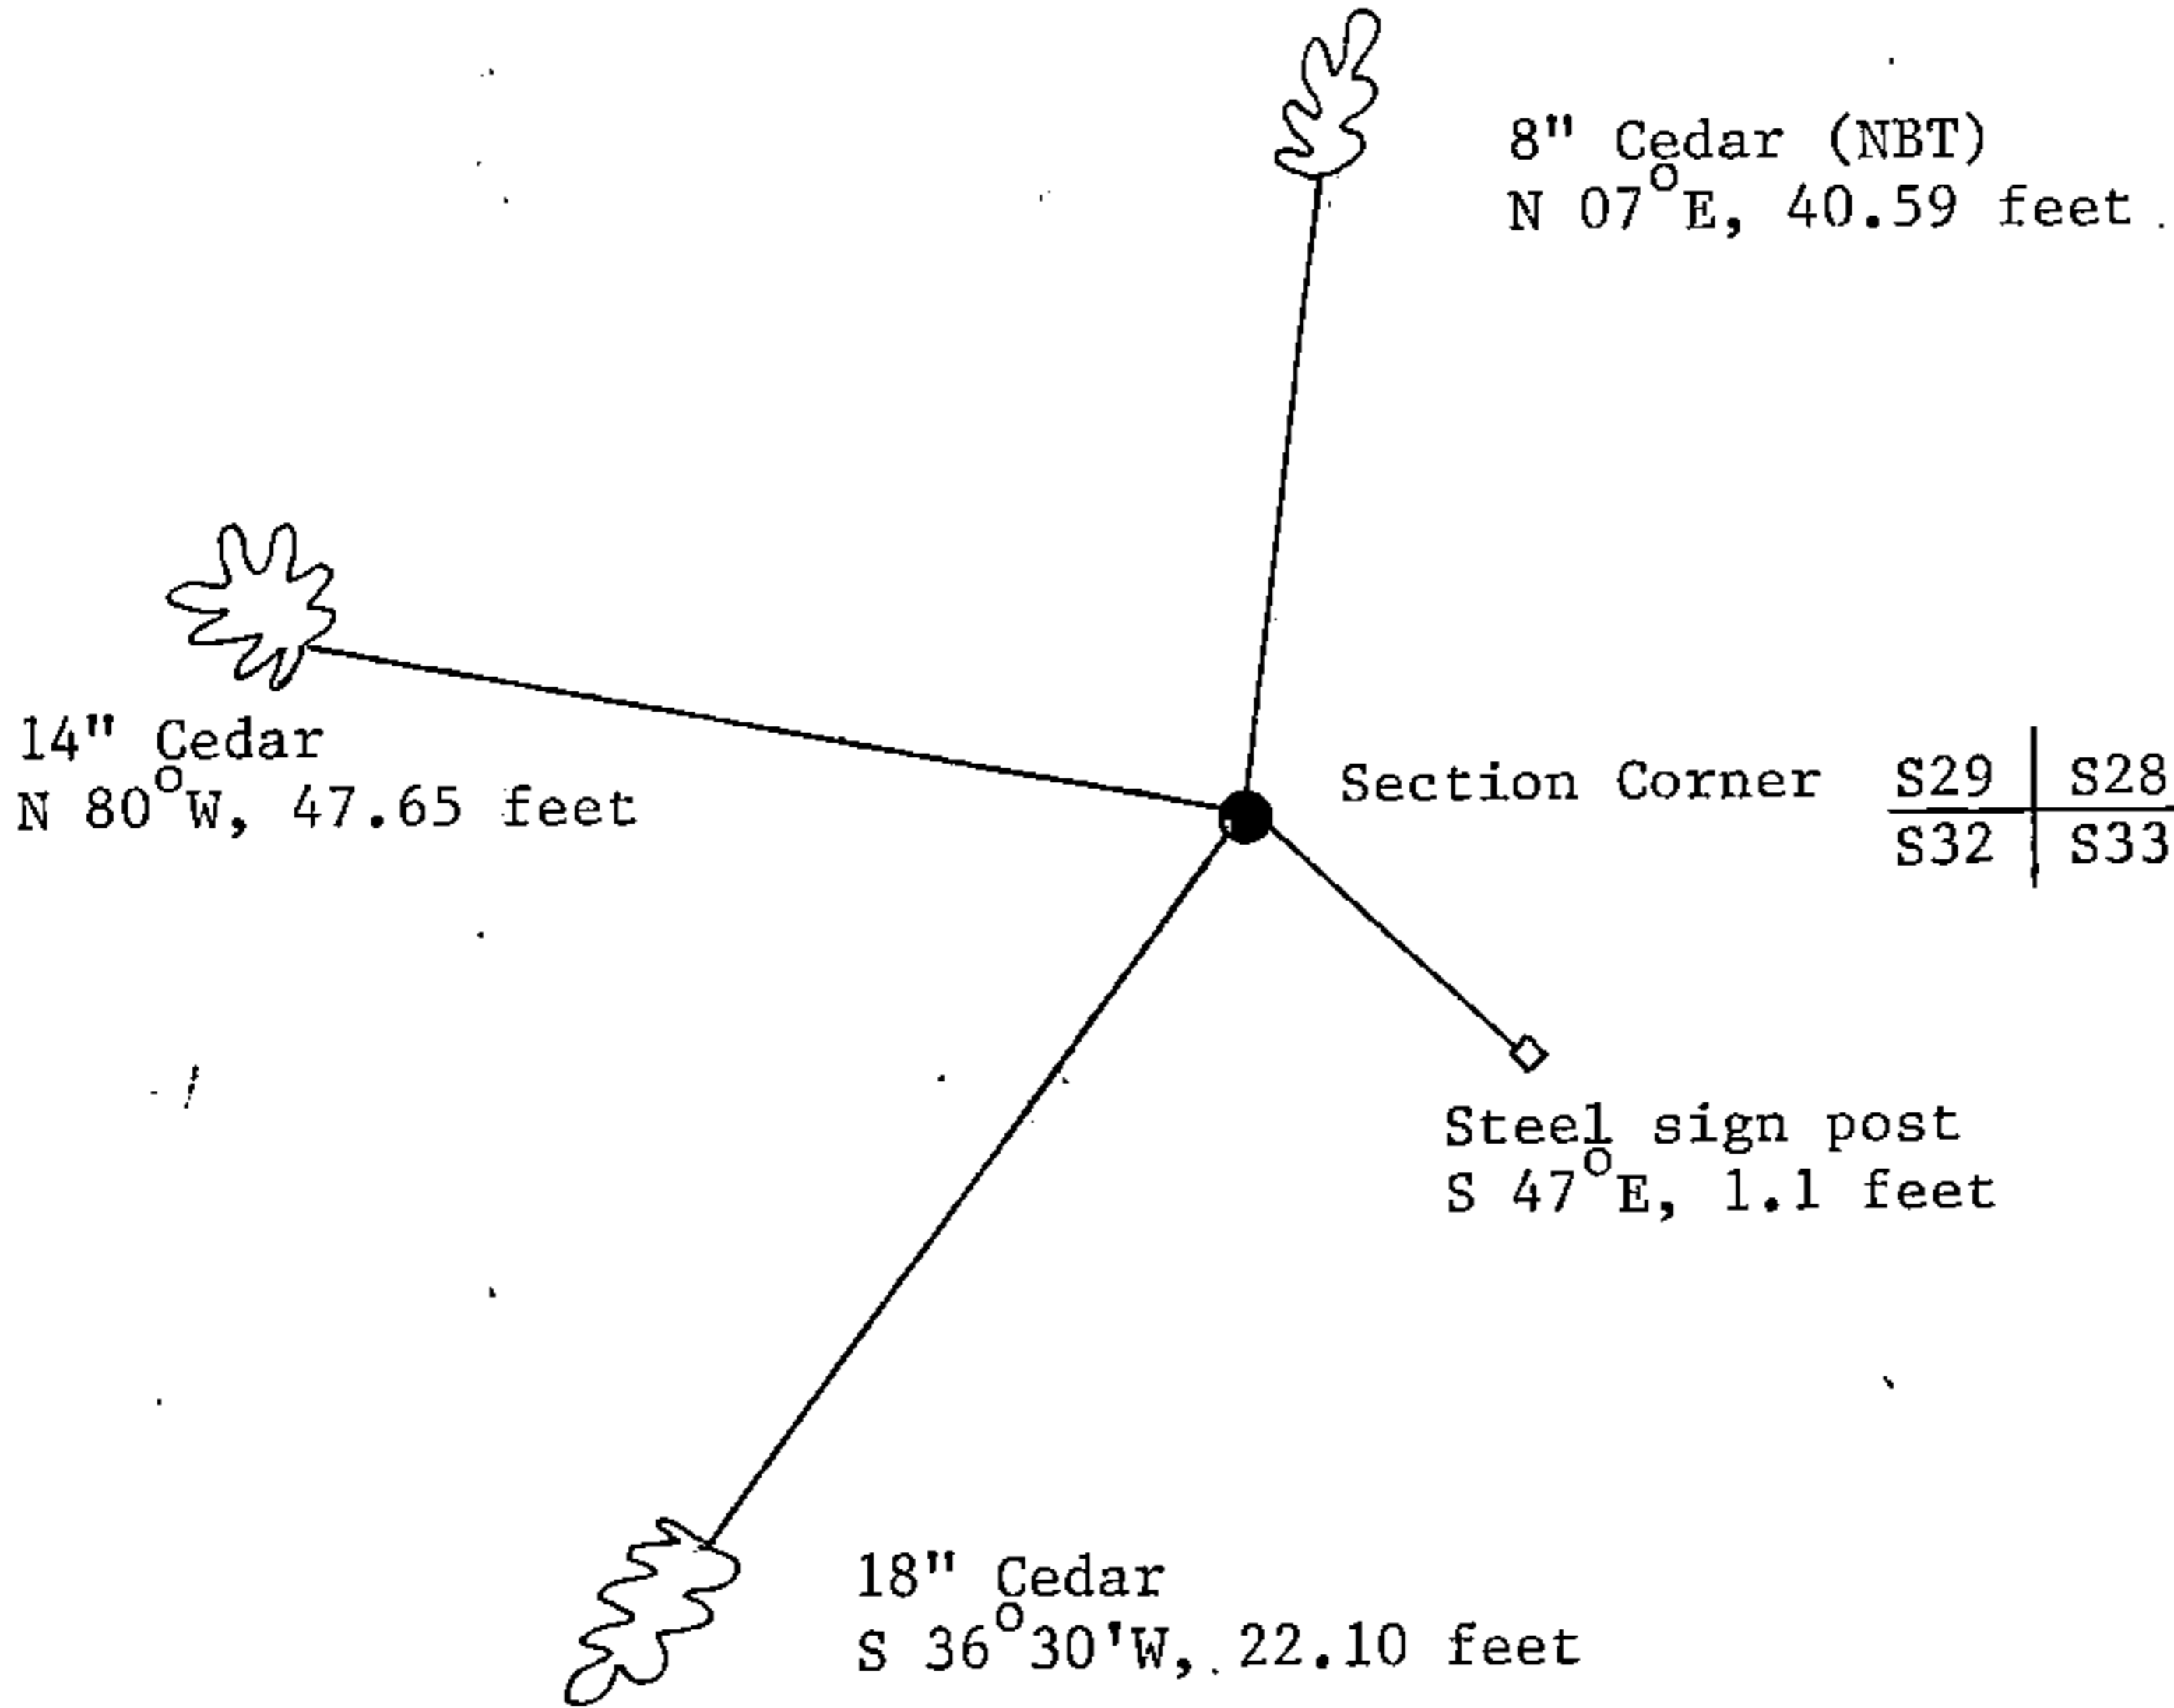 8" Cedar (NBT)
N 07°E, 40.59 feet
14" Cedar
N 80°W, 47.65 feet
Section Corner
S29 | S28
S32 | S33
Steel sign post
S 47°E, 1.1 feet
18" Cedar
S 36°30'W, 22.10 feet